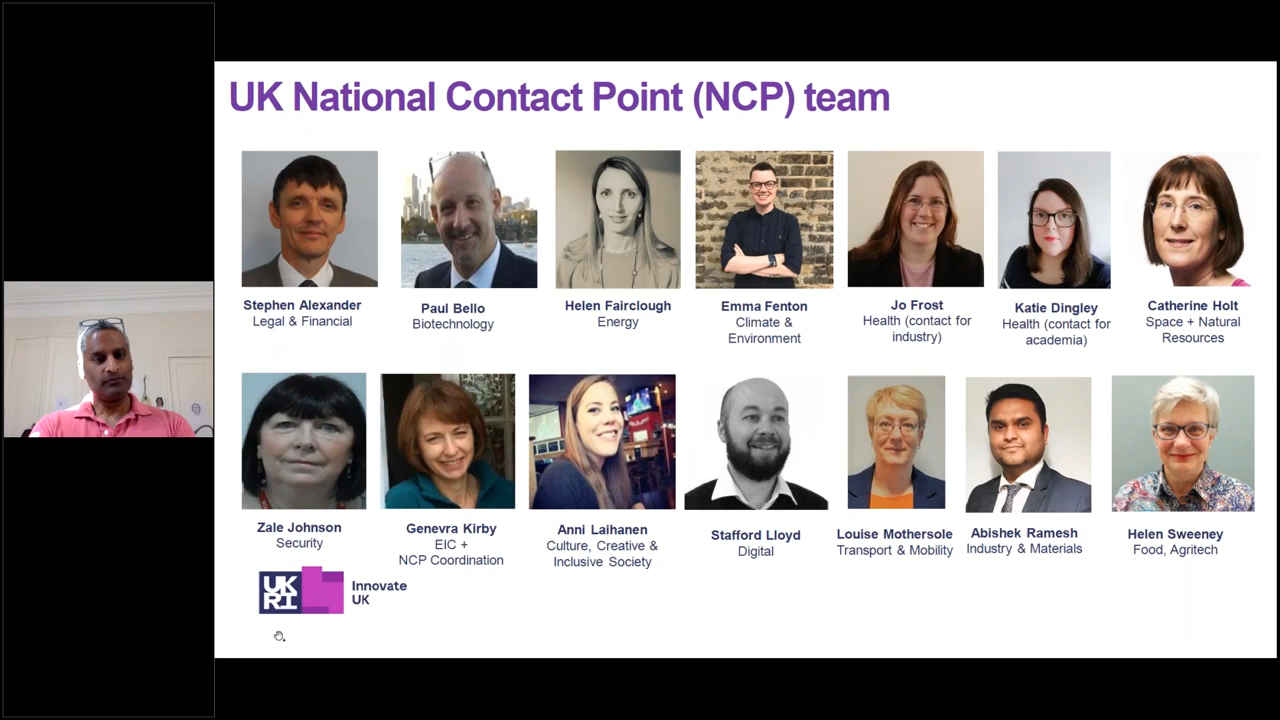 UK National Contact Point (NCP) team
Stephen Alexander
Legal & Financial
Paul Bello
Biotechnology
Helen Fairclough
Energy
Emma Fenton
Climate &
Environment
Jo Frost
Health (contact for
industry)
Katie Dingley
Health (contact for
academia)
Catherine Holt
Space + Natural
Resources
Zale Johnson
Security
Genevra Kirby
EIC +
NCP Coordination
Anni Laihanen
Culture, Creative &
Inclusive Society
Stafford Lloyd
Digital
Louise Mothersole
Transport & Mobility
Abishek Ramesh
Industry & Materials
Helen Sweeney
Food, Agritech
UK
RI
Innovate
UK